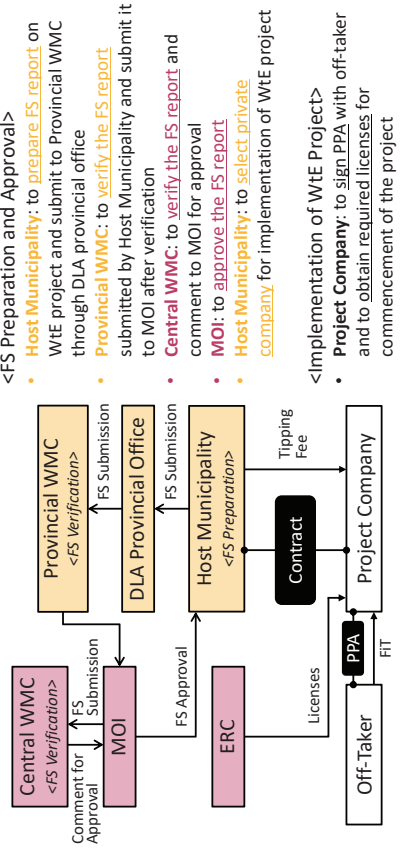 Central WMC
<FS Verification>
Comment for
Approval
FS
Submission
MOI
FS Approval
ERC
Licenses
Off-Taker
PPA
FiT
Provincial WMC
<FS Verification>
FS Submission
DLA Provincial Office
FS Submission
Host Municipality
<FS Preparation>
Contract
Tipping
Fee
Project Company
<FS Preparation and Approval>
• Host Municipality: to prepare FS report on
WtE project and submit to Provincial WMC
through DLA provincial office
• Provincial WMC: to verify the FS report
submitted by Host Municipality and submit it
to MOI after verification
• Central WMC: to verify the FS report and
comment to MOI for approval
• MOI: to approve the FS report
• Host Municipality: to select private
company for implementation of WtE project
<Implementation of WtE Project>
• Project Company: to sign PPA with off-taker
and to obtain required licenses for
commencement of the project